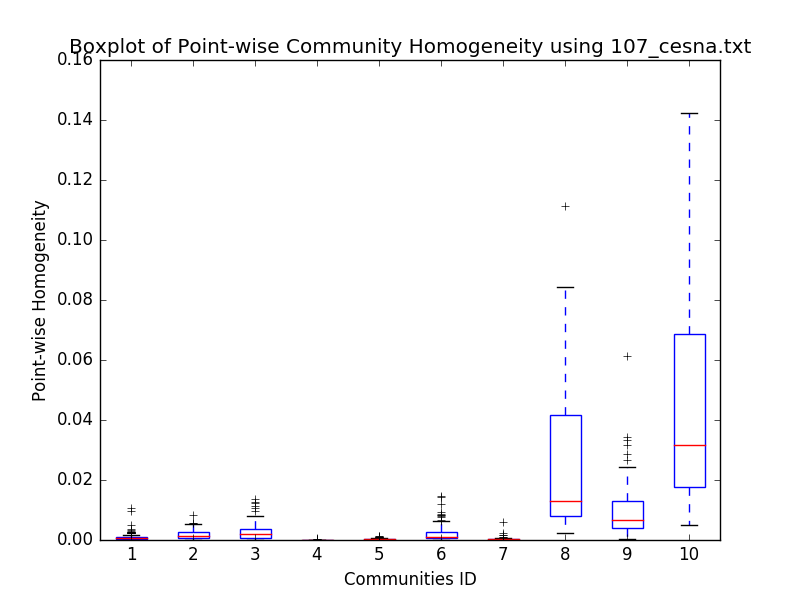 Boxplot of Point-wise Community Homogeneity using 107_cesna.txt
0.16
0.14
0.12
0.10
0.08
0.06
0.04
0.02
0.00
Point-wise Homogeneity
1 2 3 4 5 6 7 8 9 10
Communities ID